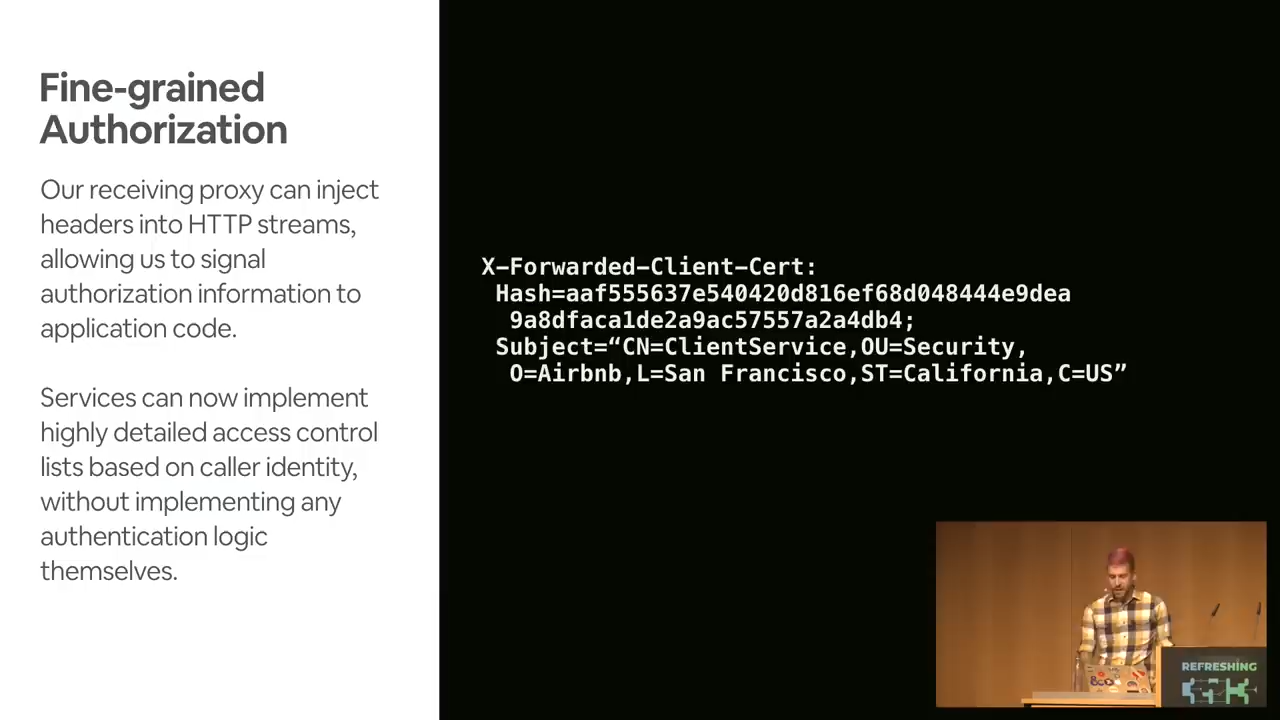 Fine-grained
Authorization
Our receiving proxy can inject
headers into HTTP streams,
allowing us to signal
authorization information to
application code.
Services can now implement
highly detailed access control
lists based on caller identity,
without implementing any
authentication logic
themselves.
X-Forwarded-Client-Cert:
Hash=aaf555637e540420d816ef68d048444e9dea
9a8dfaca1de2a9ac57557a2a4db4;
Subject=“CN=ClientService,OU=Security,
O=Airbnb,L=San Francisco,ST=California,C=US”
REFRESHING